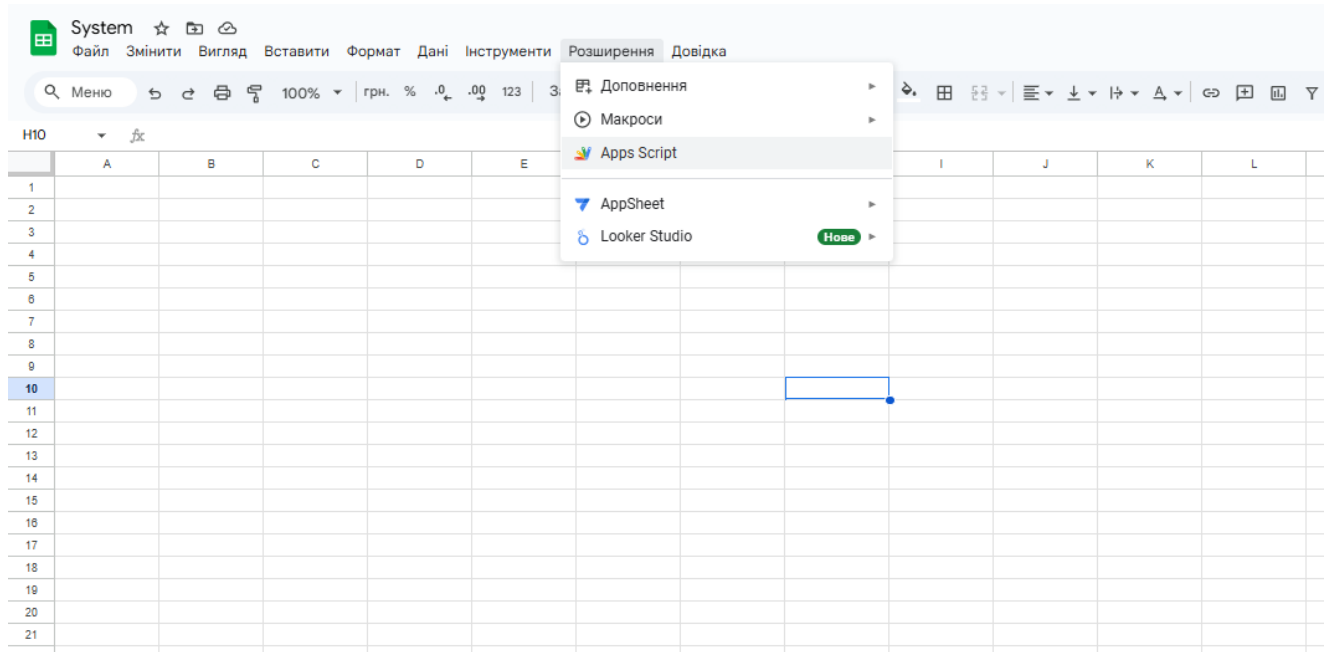 System
Файл Змінити Вигляд Вставити Формат Дані Інструменти Розширення Довідка
Меню 100% грн. % .0 .00 123
Доповнення
Макроси
Apps Script
AppSheet
Looker Studio Нове
H10 fx
A B C D E I J K L
1
2
3
4
5
6
7
8
9
10
11
12
13
14
15
16
17
18
19
20
21